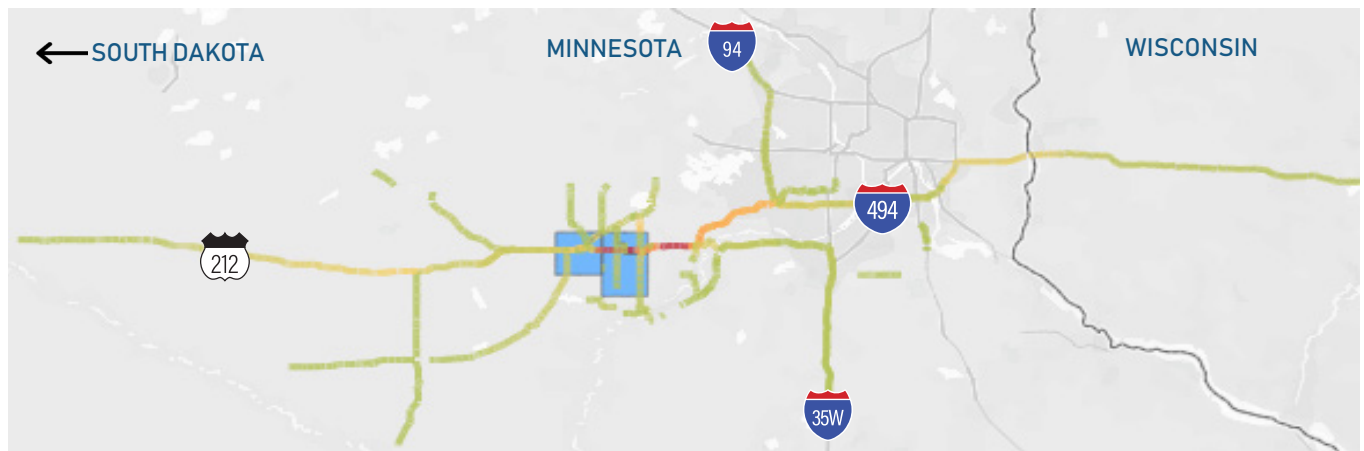 SOUTH DAKOTA
MINNESOTA
94
WISCONSIN
494
212
35W